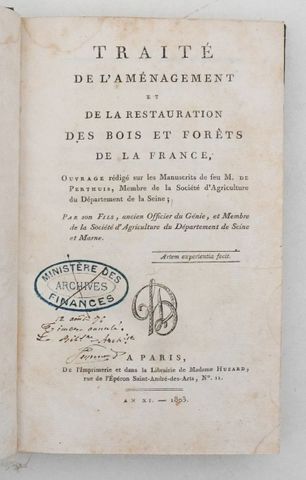 TRAITÉ
DE L'AMÉNAGEMENT
ET
DE LA RESTAURATION
DES BOIS ET FORÊTS
DE LA FRANCE,
OUVRAGE rédigé sur les Manuscrits de feu M. DE
PERTHUIS, Membre de la Société d'Agriculture
du Département de la Seine;
PAR son FILS, ancien Officier du Génie, et Membre
de la Société d'Agriculture du Département de Seine
et Marne.
Artem experientia fecit.
MINISTÈRE DES
ARCHIVES
FINANCES
Timbre annulé
Le
A PARIS,
De l'Imprimerie et dans la Librairie de Madame HUZARD,
rue de l'Éperon Saint-André-des-Arts, N°. 11.
AN XI. — 1803.